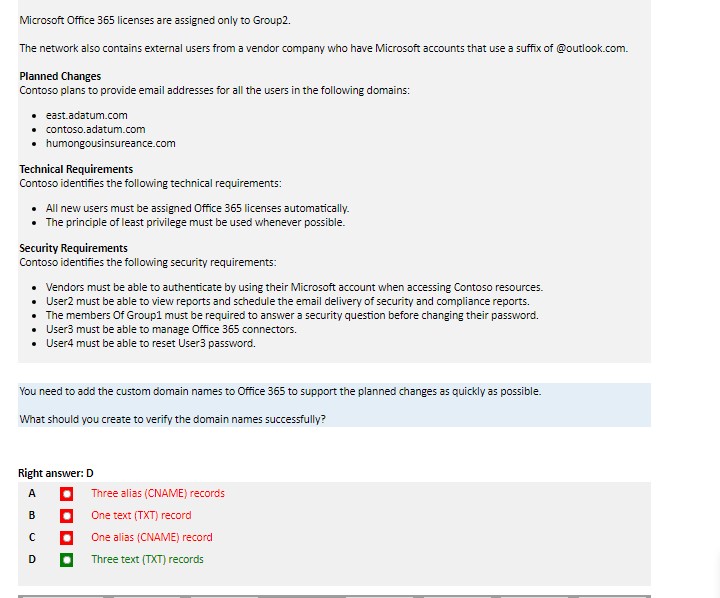 Microsoft Office 365 licenses are assigned only to Group2.
The network also contains external users from a vendor company who have Microsoft accounts that use a suffix of @outlook.com.
Planned Changes
Contoso plans to provide email addresses for all the users in the following domains:
• east.adatum.com
• contoso.adatum.com
• humongousinsureance.com
Technical Requirements
Contoso identifies the following technical requirements:
• All new users must be assigned Office 365 licenses automatically.
• The principle of least privilege must be used whenever possible.
Security Requirements
Contoso identifies the following security requirements:
• Vendors must be able to authenticate by using their Microsoft account when accessing Contoso resources.
• User2 must be able to view reports and schedule the email delivery of security and compliance reports.
• The members Of Group1 must be required to answer a security question before changing their password.
• User3 must be able to manage Office 365 connectors.
• User4 must be able to reset User3 password.
You need to add the custom domain names to Office 365 to support the planned changes as quickly as possible.
What should you create to verify the domain names successfully?
Right answer: D
A Three alias (CNAME) records
B One text (TXT) record
C One alias (CNAME) record
D Three text (TXT) records